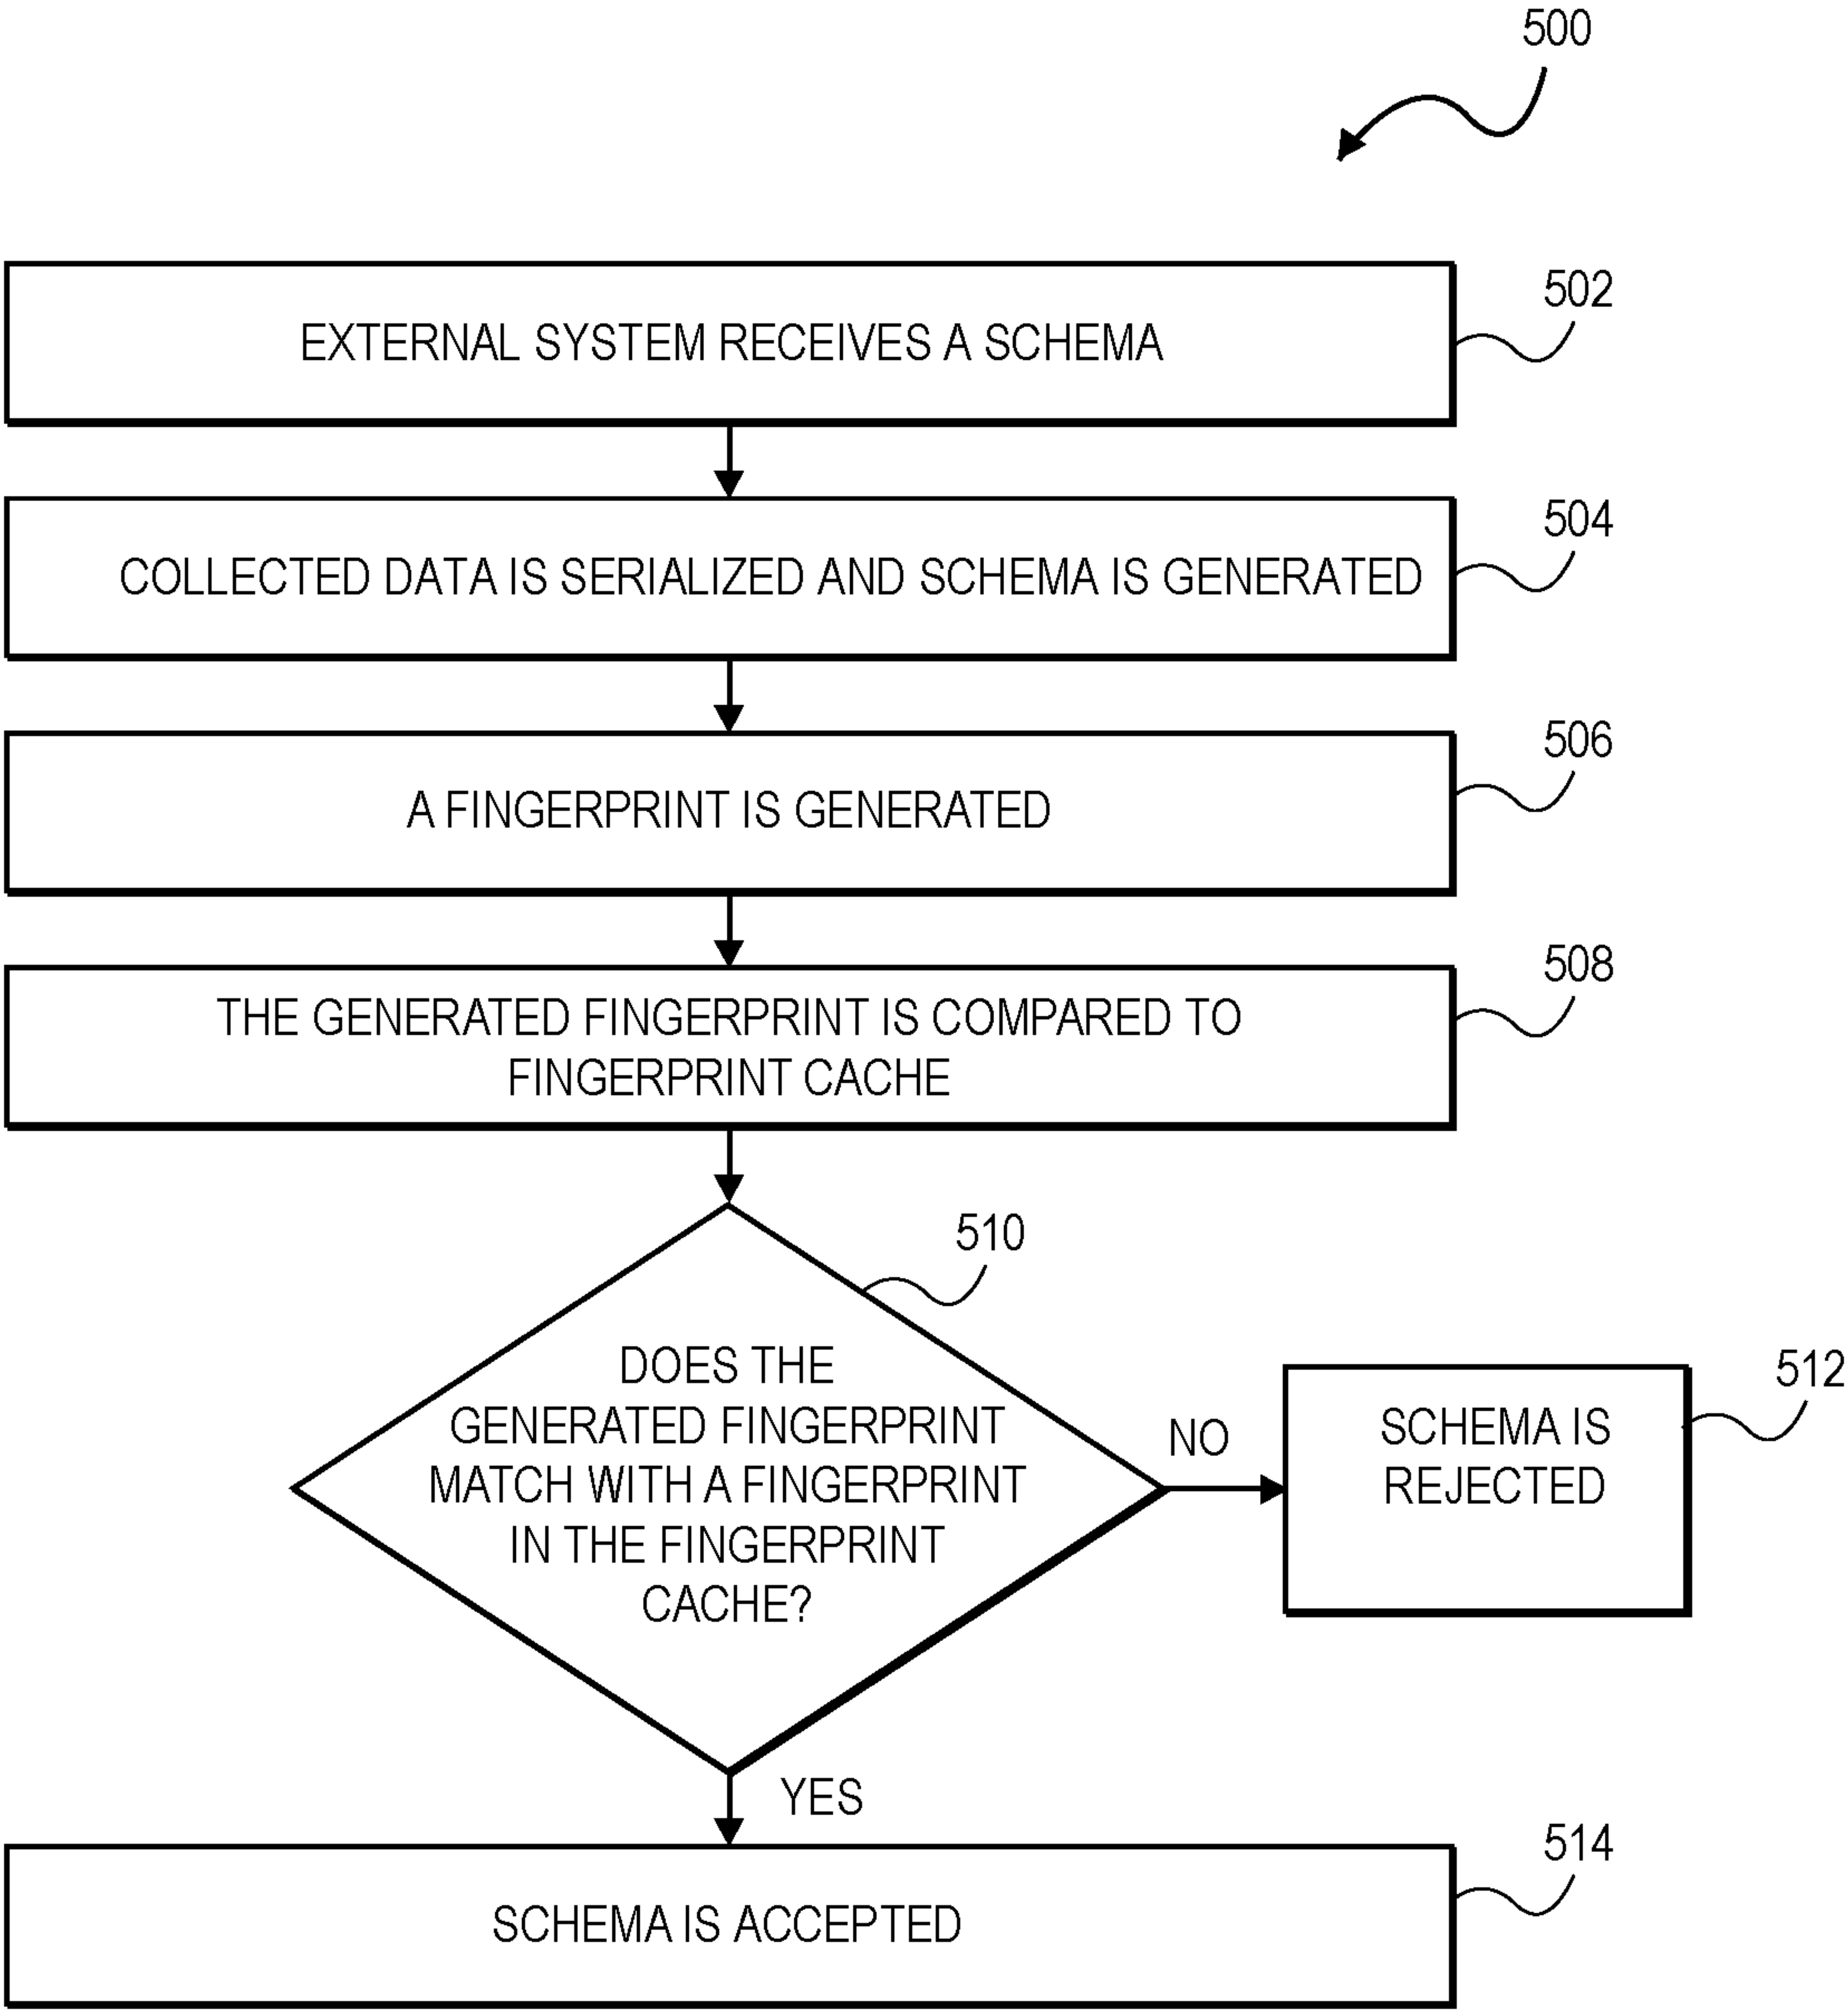 500
502
EXTERNAL SYSTEM RECEIVES A SCHEMA
504
COLLECTED DATA IS SERIALIZED AND SCHEMA IS GENERATED
506
A FINGERPRINT IS GENERATED
508
THE GENERATED FINGERPRINT IS COMPARED TO
FINGERPRINT CACHE
510
DOES THE
GENERATED FINGERPRINT
MATCH WITH A FINGERPRINT
IN THE FINGERPRINT
CACHE?
NO
512
SCHEMA IS
REJECTED
YES
514
SCHEMA IS ACCEPTED